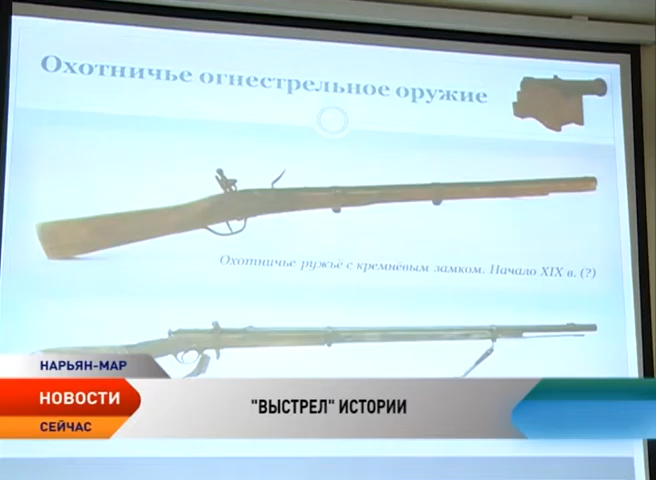 Охотничье огнестрельное оружие
Охотничье ружьё с кремнёвым замком. Начало XIX в. (?)
НАРЬЯН-МАР
НОВОСТИ
СЕЙЧАС
"ВЫСТРЕЛ" ИСТОРИИ